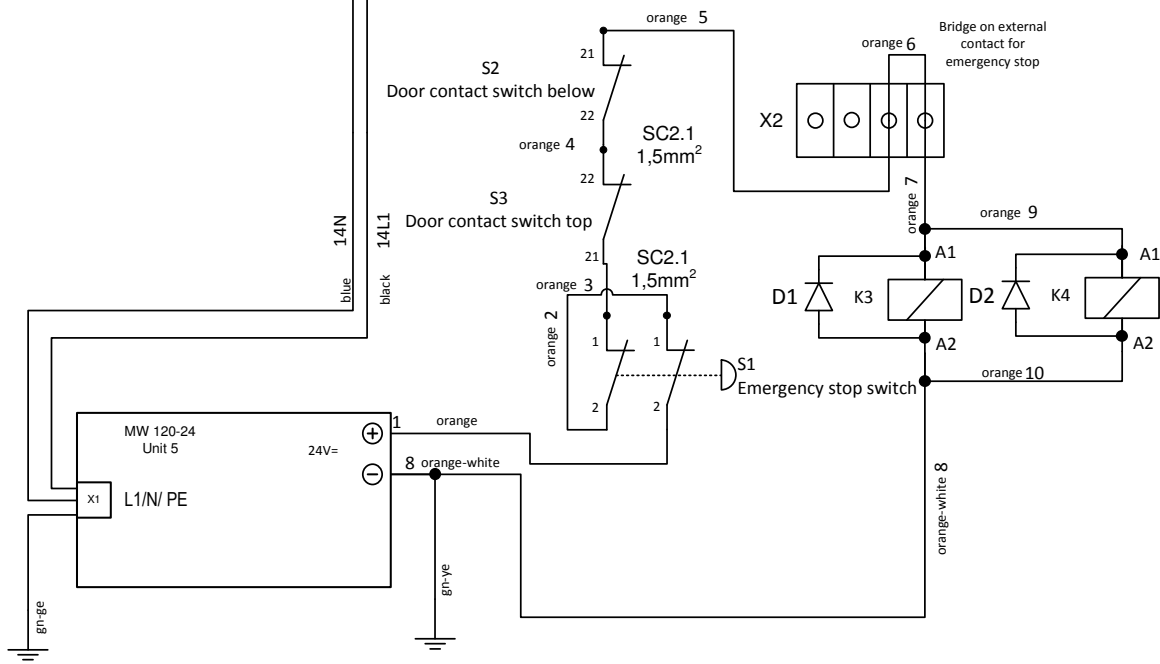 orange 5
orange 6
Bridge on external
contact for
emergency stop
21
S2
Door contact switch below
22
X2
orange 4
SC2.1
1,5mm²
22
S3
Door contact switch top
21
orange 7
orange 9
14N
14L1
blue
black
SC2.1
1,5mm²
orange 3
orange 2
1
1
2
2
S1
Emergency stop switch
A1
A1
D1
K3
D2
K4
A2
A2
orange 10
MW 120-24
Unit 5
24V=
+
−
1 orange
8 orange-white
X1
L1/N/ PE
orange-white 8
gn-ge
gn-ye